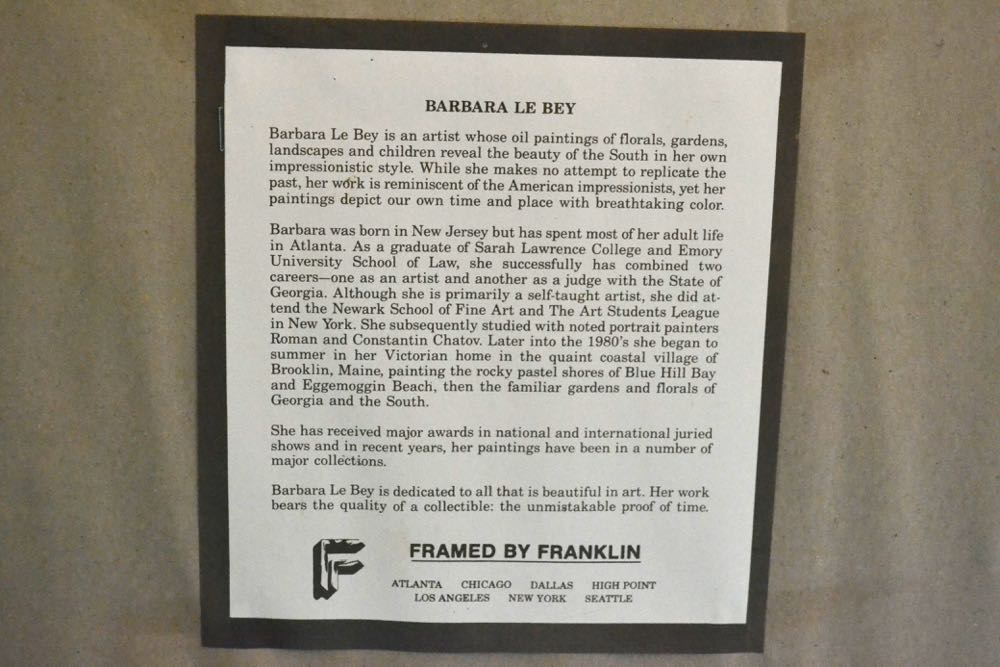 BARBARA LE BEY
Barbara Le Bey is an artist whose oil paintings of florals, gardens,
landscapes and children reveal the beauty of the South in her own
impressionistic style. While she makes no attempt to replicate the
past, her work is reminiscent of the American impressionists, yet her
paintings depict our own time and place with breathtaking color.
Barbara was born in New Jersey but has spent most of her adult life
in Atlanta. As a graduate of Sarah Lawrence College and Emory
University School of Law, she successfully has combined two
careers—one as an artist and another as a judge with the State of
Georgia. Although she is primarily a self-taught artist, she did at-
tend the Newark School of Fine Art and The Art Students League
in New York. She subsequently studied with noted portrait painters
Roman and Constantin Chatov. Later into the 1980's she began to
summer in her Victorian home in the quaint coastal village of
Brooklin, Maine, painting the rocky pastel shores of Blue Hill Bay
and Eggemoggin Beach, then the familiar gardens and florals of
Georgia and the South.
She has received major awards in national and international juried
shows and in recent years, her paintings have been in a number of
major collections.
Barbara Le Bey is dedicated to all that is beautiful in art. Her work
bears the quality of a collectible: the unmistakable proof of time.
F
FRAMED BY FRANKLIN
ATLANTA CHICAGO DALLAS HIGH POINT
LOS ANGELES NEW YORK SEATTLE